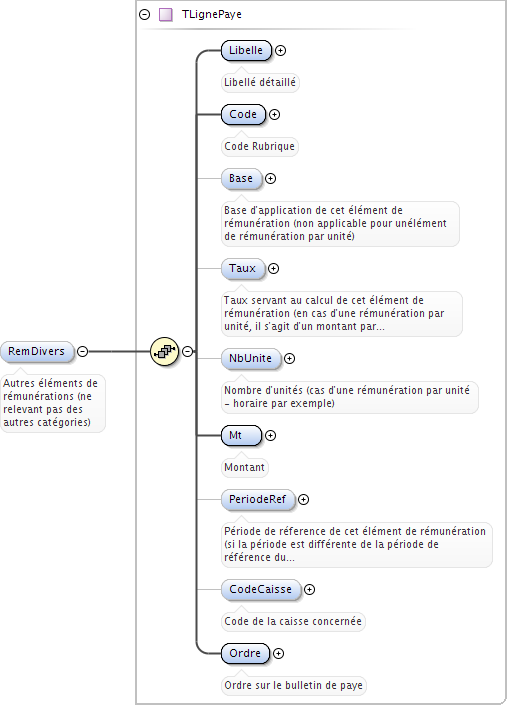 TLignePaye
Libelle
Libellé détaillé
Code
Code Rubrique
Base
Base d'application de cet élément de
rémunération (non applicable pour unélément
de rémunération par unité)
Taux
Taux servant au calcul de cet élément de
rémunération (en cas d'une rémunération par
unité, il s'agit d'un montant par...
RemDivers
Autres éléments de
rémunérations (ne
relevant pas des
autres catégories)
NbUnite
Nombre d'unités (cas d'une rémunération par unité
- horaire par exemple)
Mt
Montant
PeriodeRef
Période de réference de cet élément de rémunération
(si la période est différente de la période de
référence du...
CodeCaisse
Code de la caisse concernée
Ordre
Ordre sur le bulletin de paye